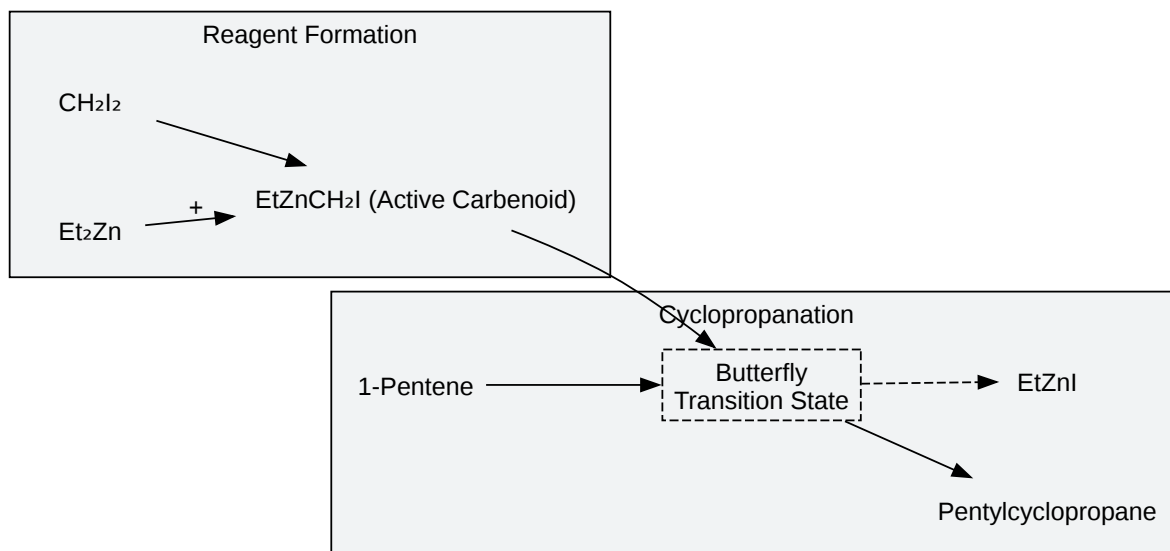 Reagent Formation
CH₂I₂
Et₂Zn
+
EtZnCH₂I (Active Carbenoid)
Cyclopropanation
1-Pentene
Butterfly
Transition State
EtZnI
Pentylcyclopropane